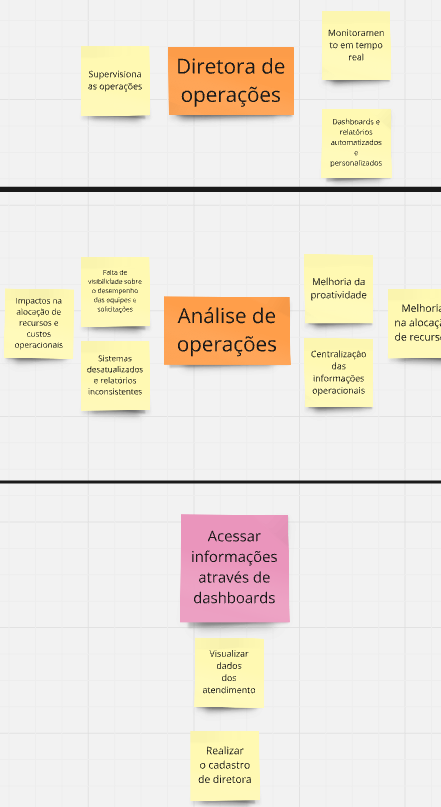 Supervisiona
as operações
Diretora de
operações
Monitoramen
to em tempo
real
Dashboards e
relatórios
automatizados
e
personalizados
Impactos na
alocação de
recursos e
custos
operacionais
Falta de
visibilidade sobre
o desempenho
das equipes e
solicitações
Sistemas
desatualizados
e relatórios
inconsistentes
Análise de
operações
Melhoria da
proatividade
Centralização
das
informações
operacionais
Melhoria
na alocaç
de recurs
Acessar
informações
através de
dashboards
Visualizar
dados
dos
atendimento
Realizar
o cadastro
de diretora